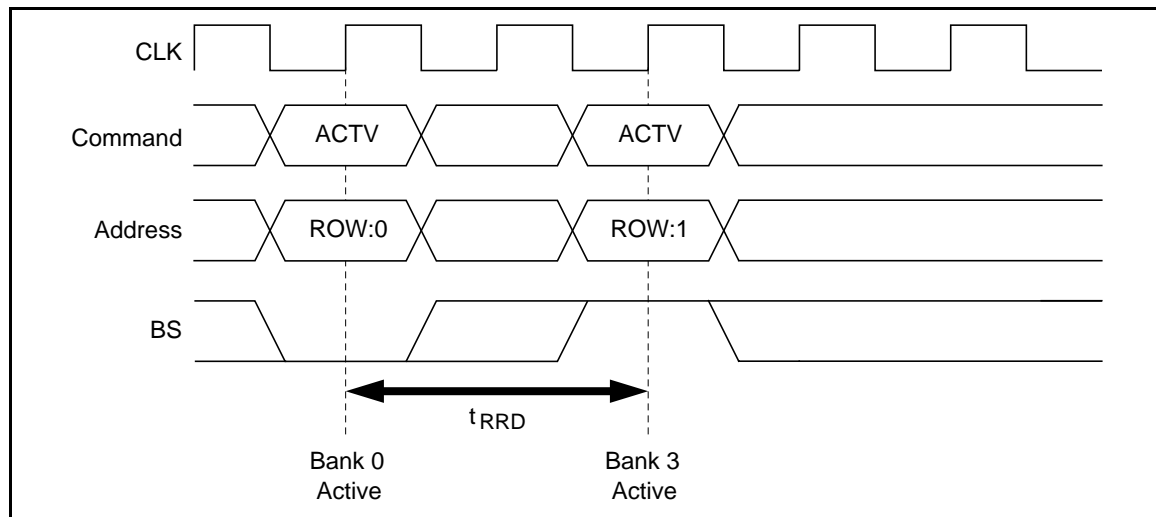 CLK
Command
ACTV
ACTV
Address
ROW:0
ROW:1
BS
tRRD
Bank 0
Active
Bank 3
Active